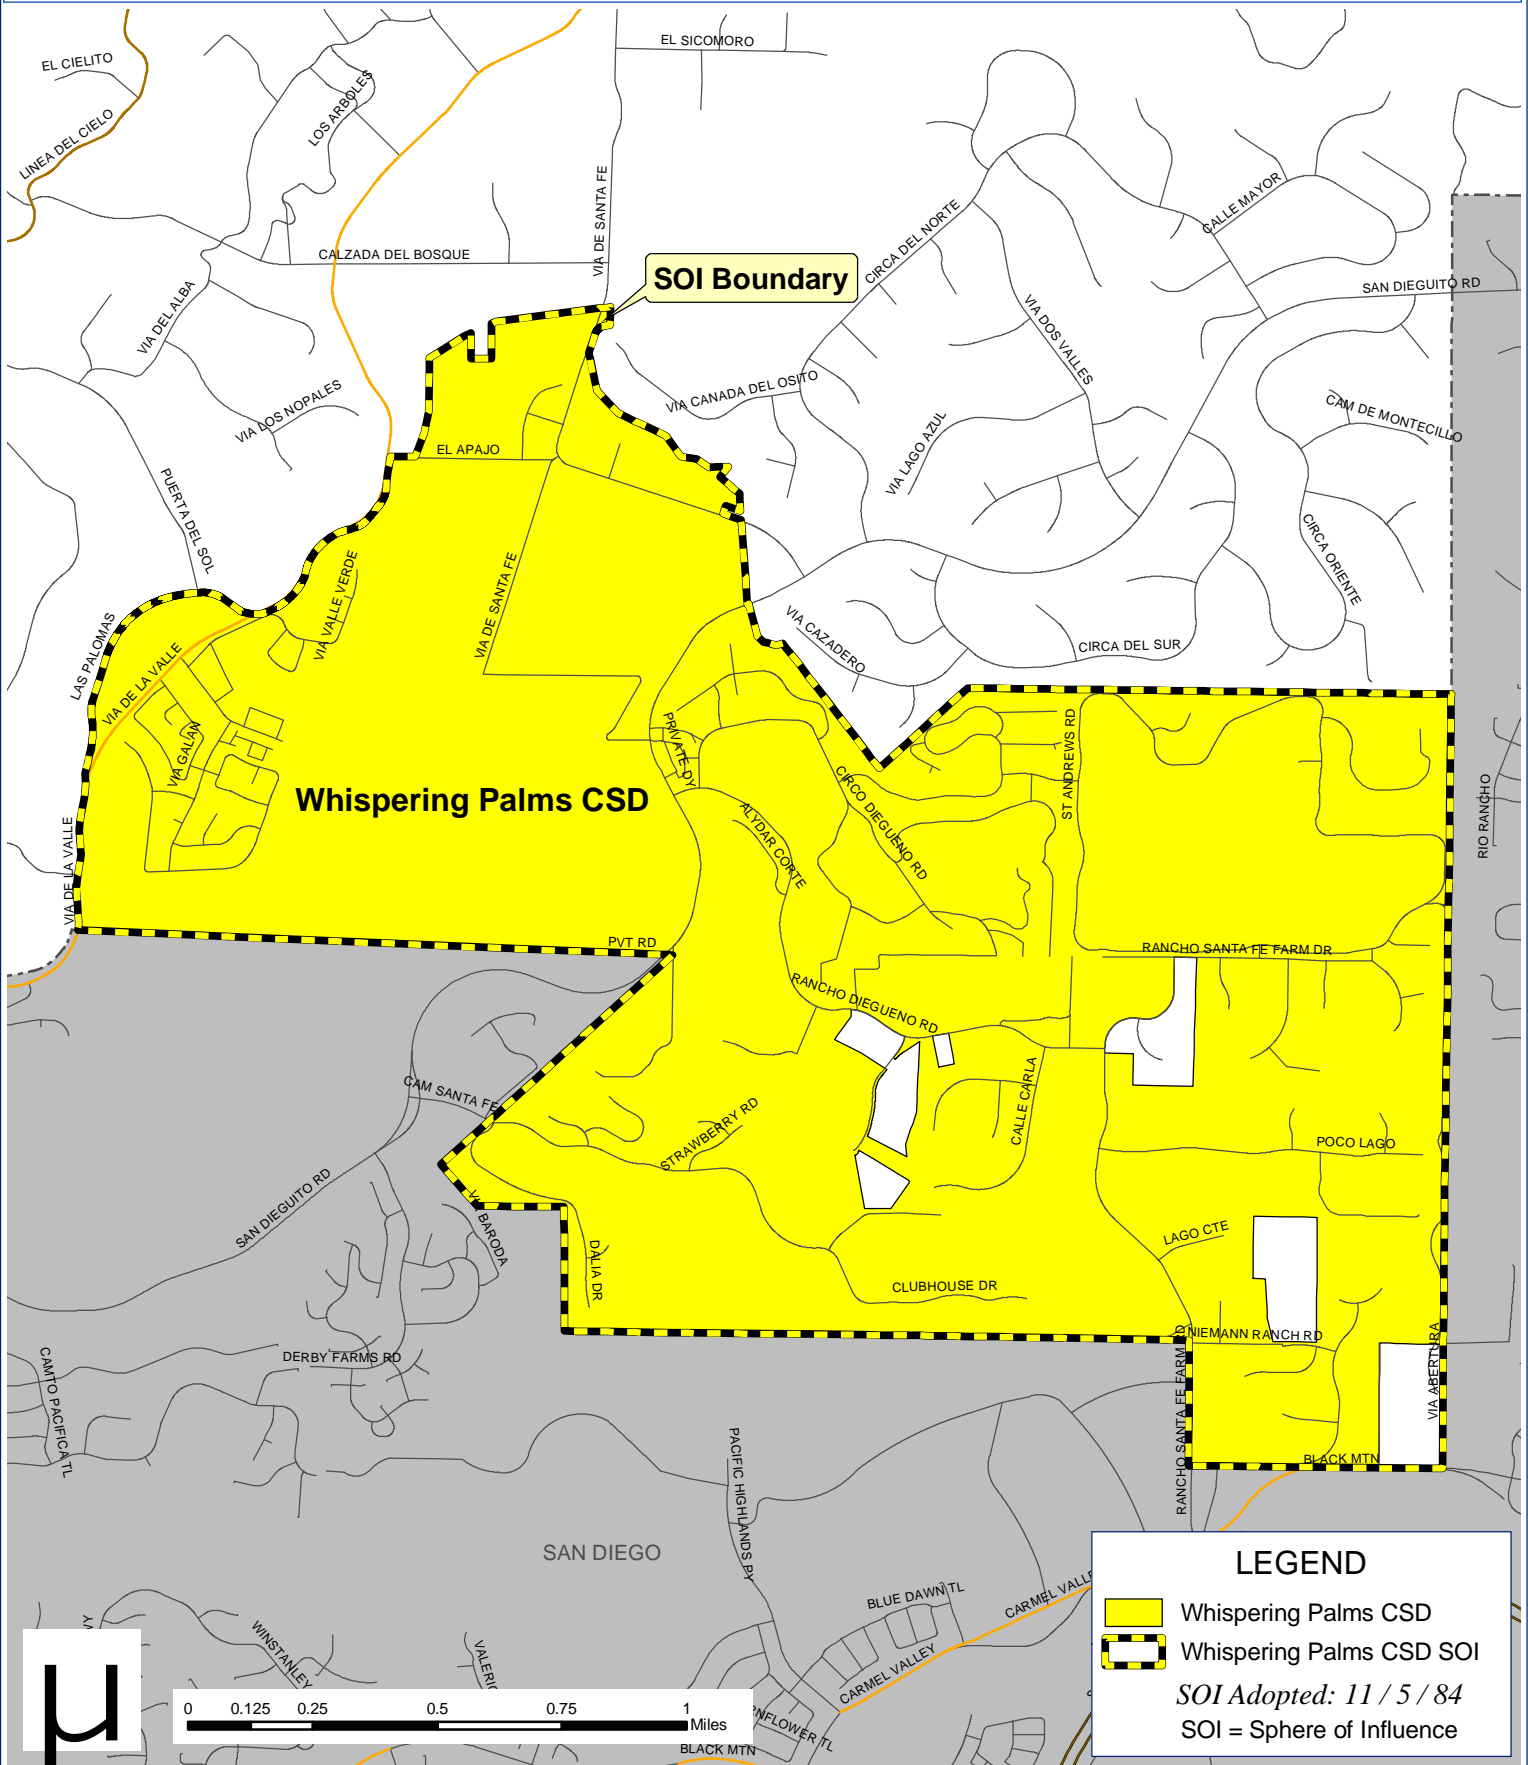 EL SICOMORO
EL CIELITO
LOS ARBOLES
LINEA DEL CIELO
VIA DE SANTA FE
CALLE MAYOR
CIRCA DEL NORTE
CALZADA DEL BOSQUE
SOI Boundary
SAN DIEGUITO RD
VIA DEL ALBA
VIA DOS VALLES
VIA CANADA DEL OSITO
VIA LOS NOPALES
CAM DE MONTECILLO
VIA LAGO AZUL
EL APAJO
PUERTA DEL SOL
CIRCA ORIENTE
VIA VALLE VERDE
VIA DE SANTA FE
LAS PALOMAS
VIA CAZADERO
CIRCA DEL SUR
VIA DE LA VALLE
VIA GALAN
PRIVATE DY
ST ANDREWS RD
Whispering Palms CSD
CIRCO DIEGUENO RD
ALYDAR CORTE
RIO RANCHO
VIA DE LA VALLE
PVT RD
RANCHO SANTA FE FARM DR
RANCHO DIEGUENO RD
CAM SANTA FE
CALLE CARLA
STRAWBERRY RD
POCO LAGO
SAN DIEGUITO RD
BARODA
LAGO CTE
DALIA DR
CLUBHOUSE DR
NIEMANN RANCH RD
DERBY FARMS RD
CAMTO PACIFICA TL
VIA ABERTURA
RANCHO SANTA FE FARM RD
BLACK MTN
PACIFIC HIGHLANDS PY
SAN DIEGO
BLUE DAWN TL
CARMEL VALLE
WINSTANLEY
VALERIO
CARMEL VALLEY
NFLOWER TL
BLACK MTN
µ
0 0.125 0.25 0.5 0.75 1
Miles
LEGEND
Whispering Palms CSD
Whispering Palms CSD SOI
SOI Adopted: 11 / 5 / 84
SOI = Sphere of Influence